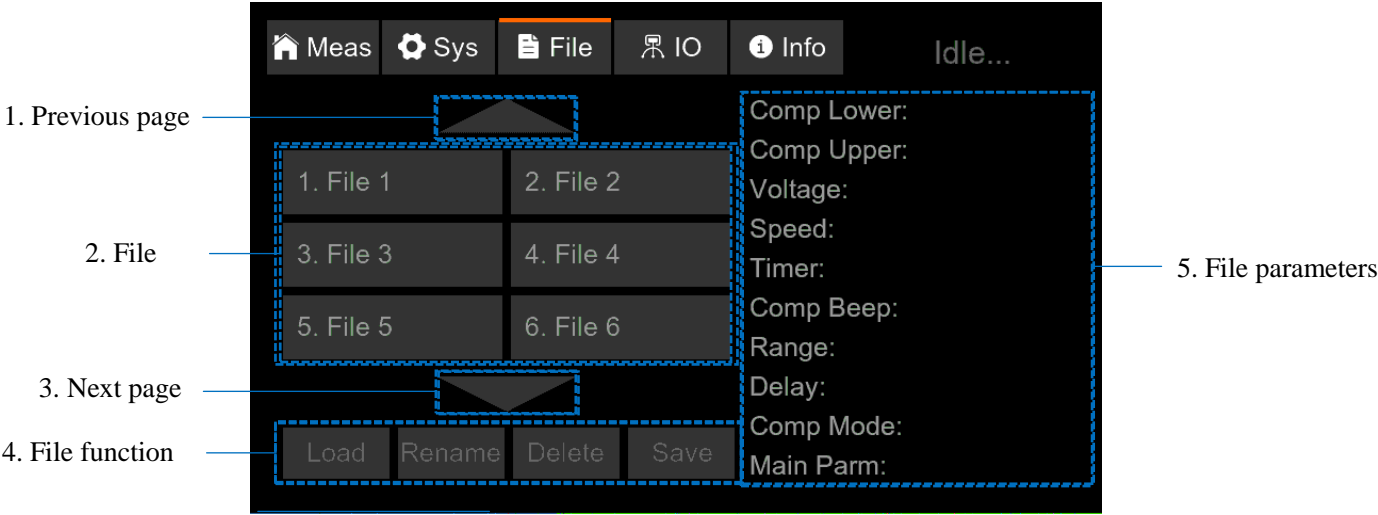 Meas Sys File IO Info Idle...
1. Previous page
Comp Lower:
Comp Upper:
1. File 1 2. File 2
Voltage:
Speed:
2. File
3. File 3 4. File 4
Timer:
5. File parameters
Comp Beep:
5. File 5 6. File 6
Range:
3. Next page
Delay:
Comp Mode:
4. File function
Load Rename Delete Save
Main Parm: